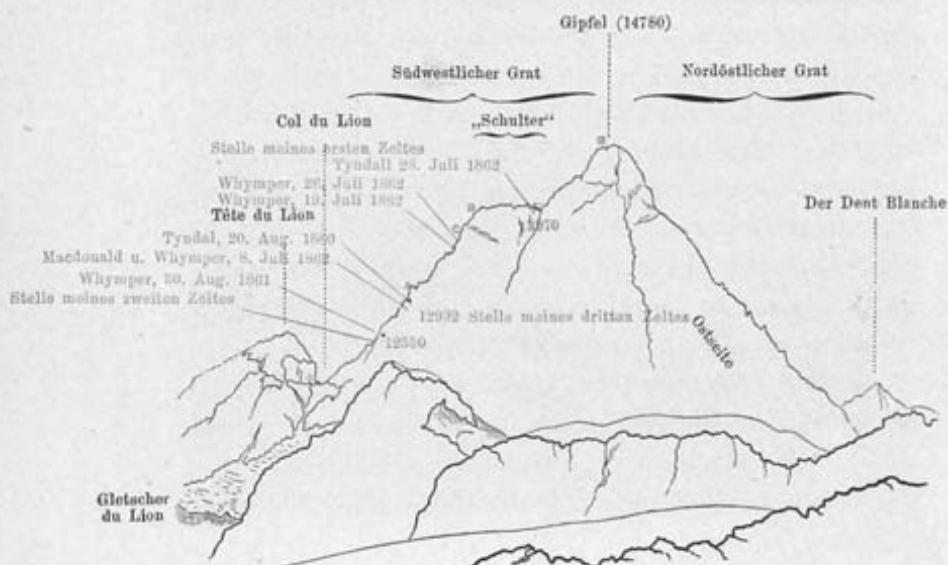 Gipfel (14780)
Südwestlicher Grat
Nordöstlicher Grat
Col du Lion
„Schulter“
Stelle meines ersten Zeltes
Tyndall 28. Juli 1862
Whymper, 26. Juli 1862
Whymper, 19. Juli 1862
Tête du Lion
13970
Der Dent Blanche
Tyndal, 20. Aug. 1860
Macdonald u. Whymper, 8. Juli 1862
Whymper, 30. Aug. 1861
Stelle meines zweiten Zeltes
12992 Stelle meines dritten Zeltes
12550
Ostseite
Gletscher
du Lion